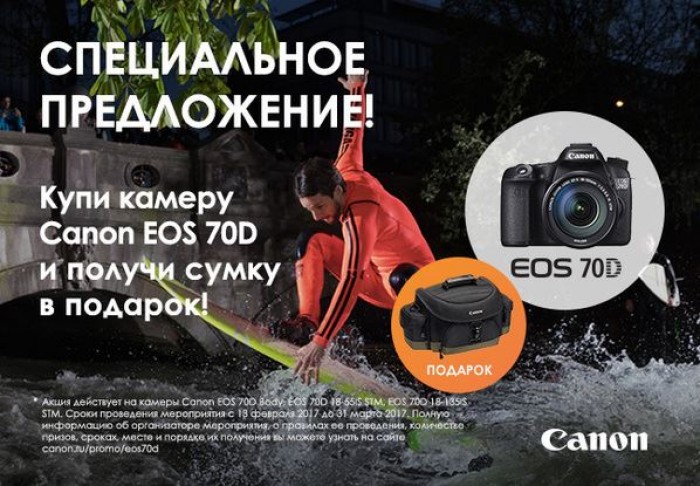 СПЕЦИАЛЬНОЕ
ПРЕДЛОЖЕНИЕ!
Купи камеру
Canon EOS 70D
и получи сумку
в подарок!
Canon
EOS
70D
EOS 70D
Canon
ПОДАРОК
* Акция действует на камеры Canon EOS 70D Body, EOS 70D 18-55IS STM, EOS 70D 18-135IS
STM. Сроки проведения мероприятия с 13 февраля 2017 до 31 марта 2017. Полную
информацию об организаторе мероприятия, о правилах ее проведения, количестве
призов, сроках, месте и порядке их получения вы можете узнать на сайте
canon.ru/promo/eos70d
Canon